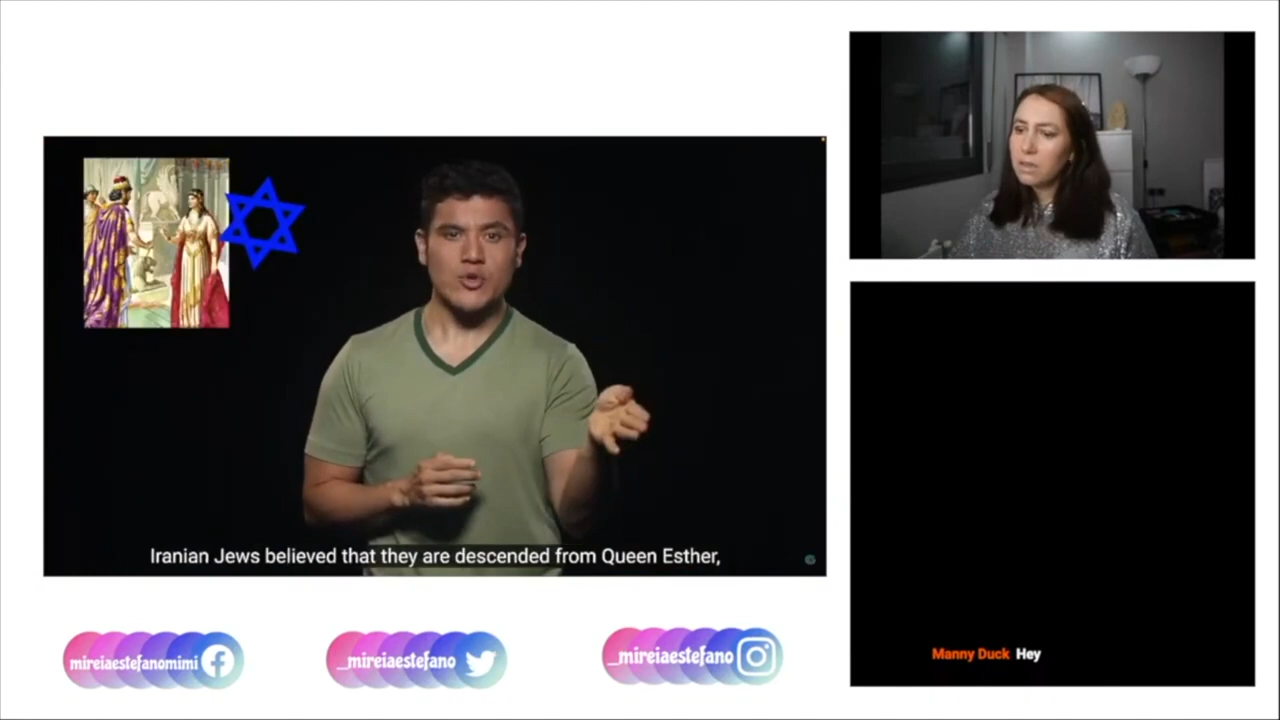 Iranian Jews believed that they are descended from Queen Esther,
mireiaestefanomimi
_mireiaestefano
_mireiaestefano
Manny Duck Hey